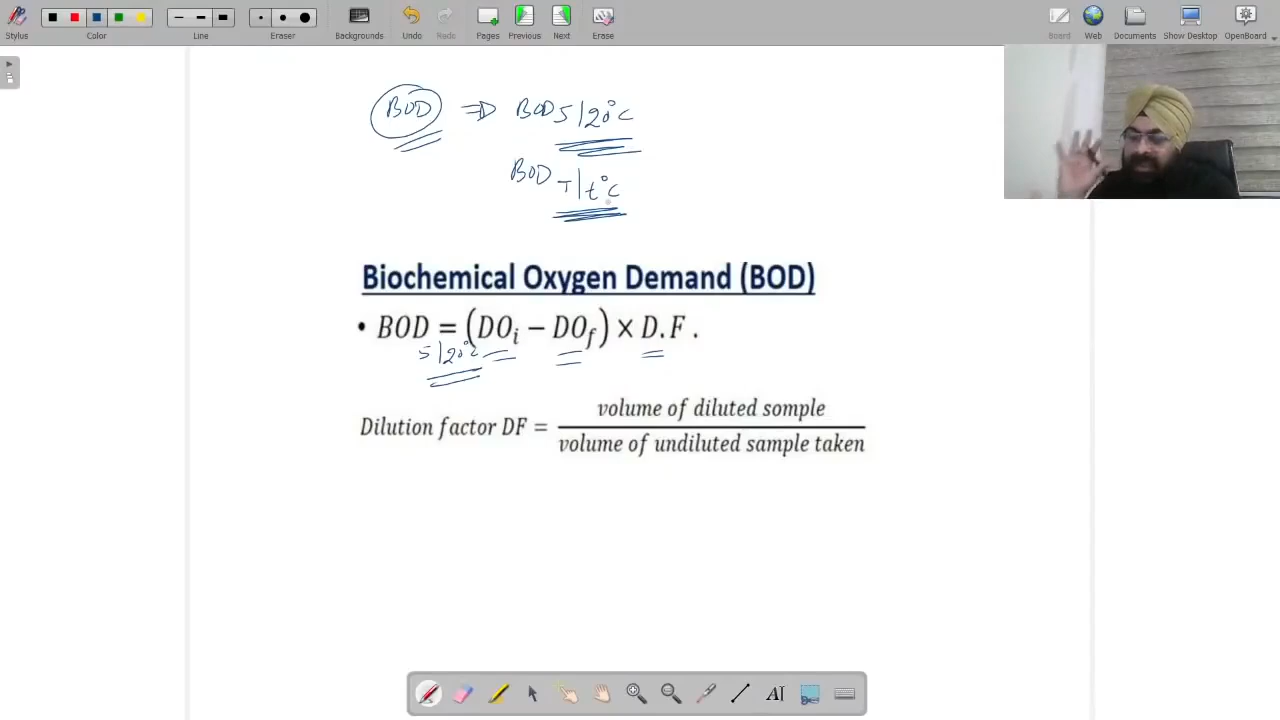 Stylus Color Line Eraser Backgrounds Undo Redo Pages Previous Next Erase Board Web Documents Show Desktop OpenBoard
BOD ⇒ BOD 5|20°C
BOD T|t°C
Biochemical Oxygen Demand (BOD)
• BOD = (DOi − DOf) × D.F .
5|20°C
volume of diluted somple
Dilution factor DF =
volume of undiluted sample taken
A